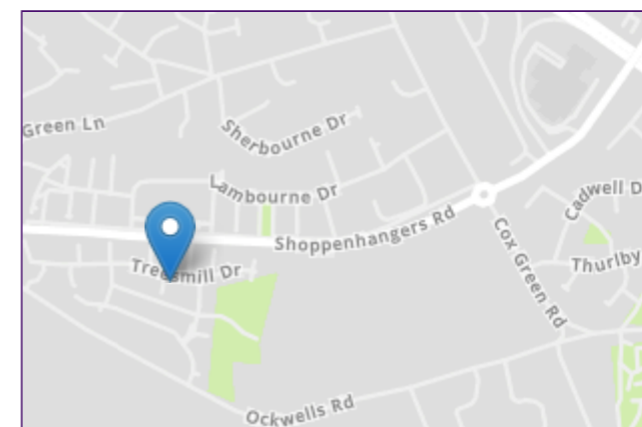 Green Ln
Sherbourne Dr
Lambourne Dr
Shoppenhangers Rd
Cadwell D
Thurlby
Cox Green Rd
Treesmill Dr
Ockwells Rd